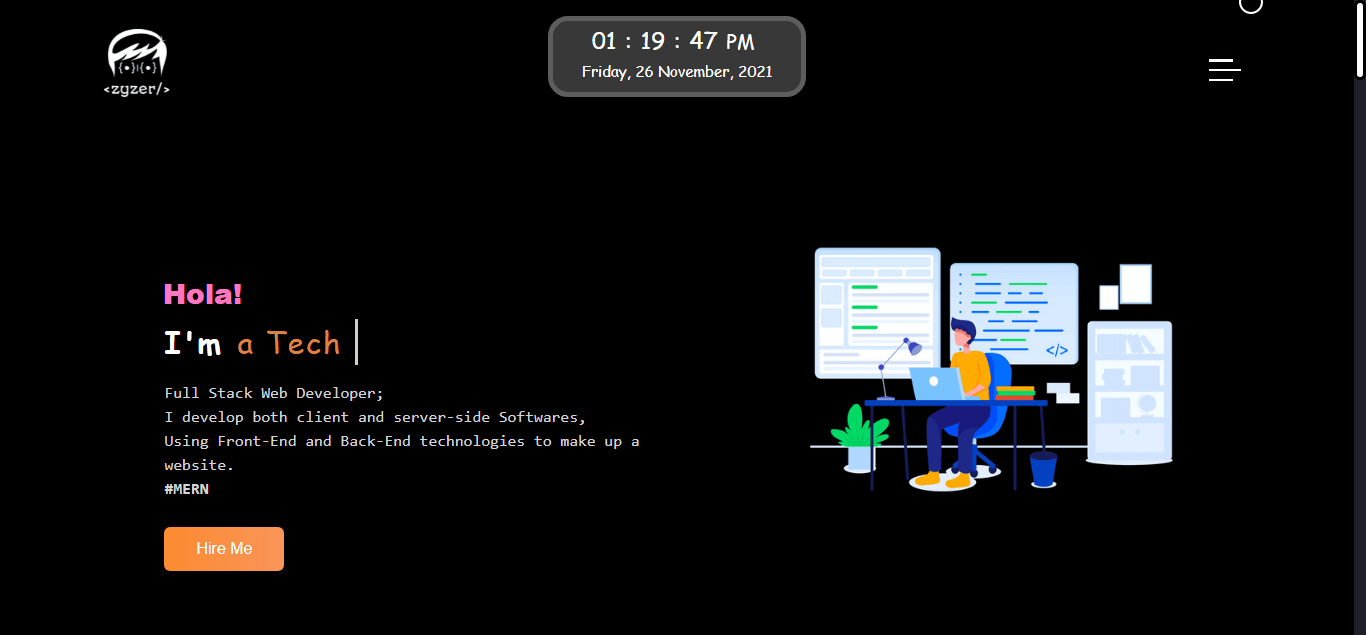 <zyzer/>
01 : 19 : 47 PM
Friday, 26 November, 2021
Hola!
I'm a Tech
Full Stack Web Developer;
I develop both client and server-side Softwares,
Using Front-End and Back-End technologies to make up a
website.
#MERN
Hire Me
</>